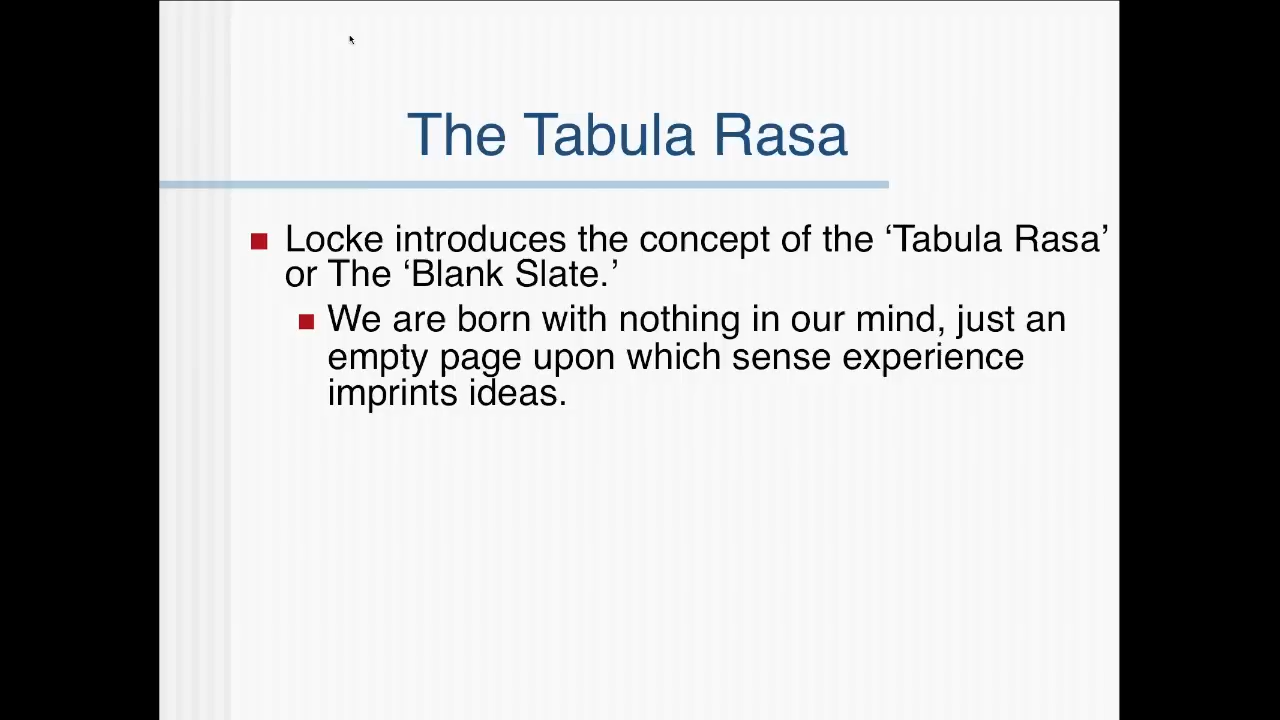 The Tabula Rasa
Locke introduces the concept of the ‘Tabula Rasa’
or The ‘Blank Slate.’
We are born with nothing in our mind, just an
empty page upon which sense experience
imprints ideas.